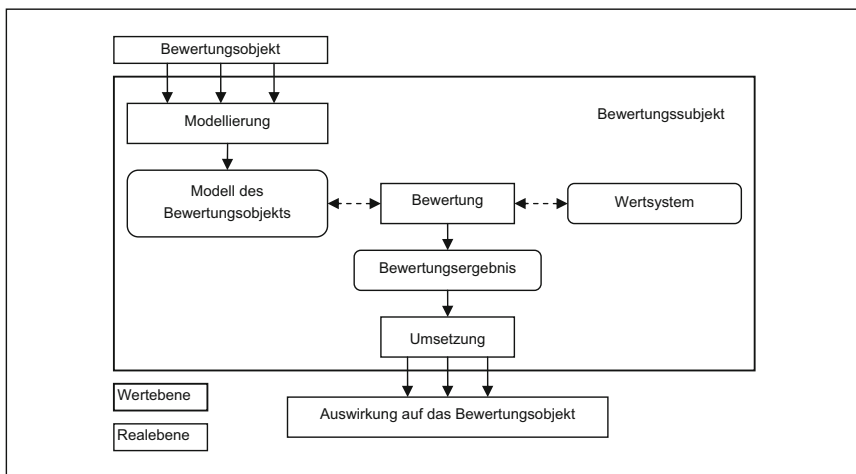 Bewertungsobjekt
Bewertungssubjekt
Modellierung
Modell des
Bewertungsobjekts
Bewertung
Wertsystem
Bewertungsergebnis
Umsetzung
Wertebene
Auswirkung auf das Bewertungsobjekt
Realebene